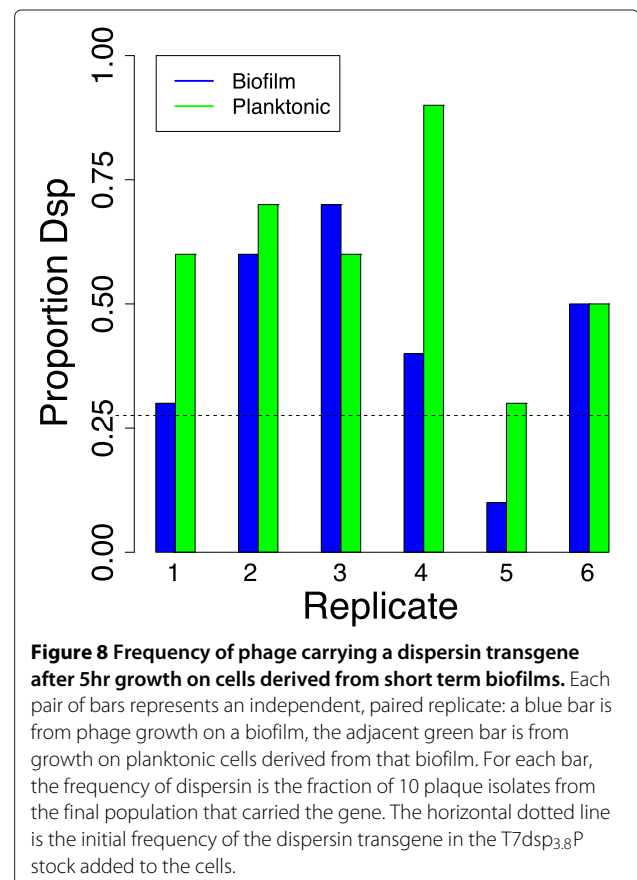 1.00
0.75
0.50
0.25
0.00
Proportion Dsp
Biofilm
Planktonic
1 2 3 4 5 6
Replicate
Figure 8 Frequency of phage carrying a dispersin transgene
after 5hr growth on cells derived from short term biofilms. Each
pair of bars represents an independent, paired replicate: a blue bar is
from phage growth on a biofilm, the adjacent green bar is from
growth on planktonic cells derived from that biofilm. For each bar,
the frequency of dispersin is the fraction of 10 plaque isolates from
the final population that carried the gene. The horizontal dotted line
is the initial frequency of the dispersin transgene in the T7dsp3.8P
stock added to the cells.